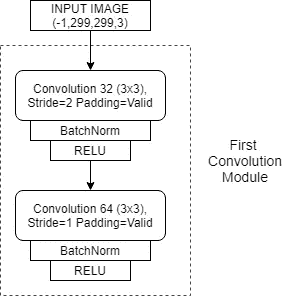 INPUT IMAGE
(-1,299,299,3)
Convolution 32 (3x3),
Stride=2 Padding=Valid
BatchNorm
RELU
Convolution 64 (3x3),
Stride=1 Padding=Valid
BatchNorm
RELU
First
Convolution
Module